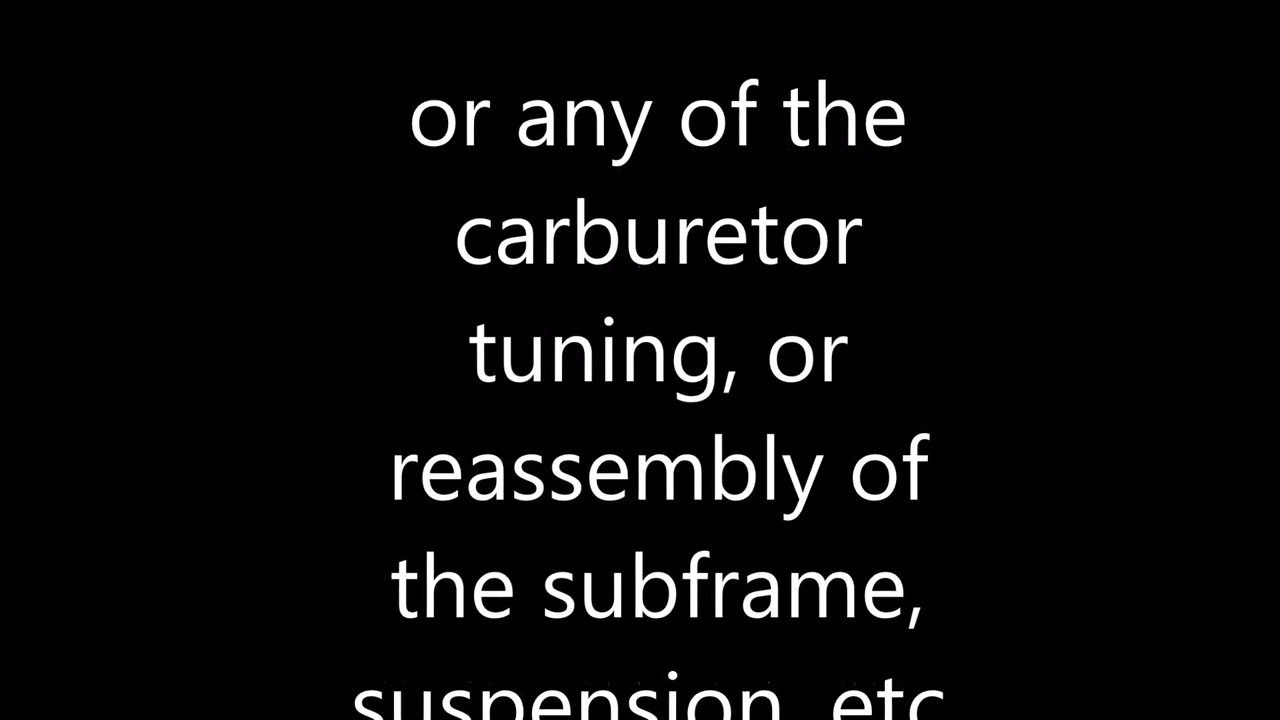 or any of the
carburetor
tuning, or
reassembly of
the subframe,
suspension, etc